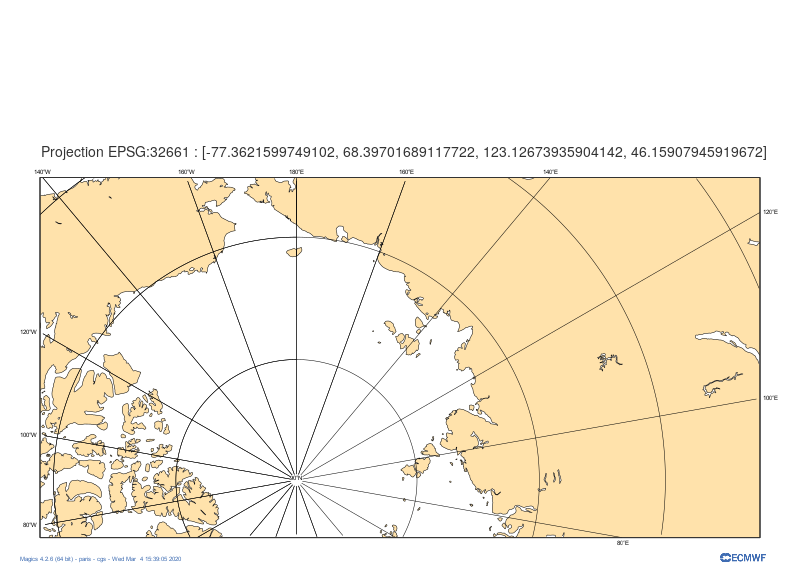 Projection EPSG:32661 : [-77.3621599749102, 68.39701689117722, 123.12673935904142, 46.15907945919672]
140°W 160°W 180°E 160°E 140°E
120°E
120°W
100°E
100°W
90°N
80°W
80°E
Magics 4.2.6 (64 bit) - paris - cgs - Wed Mar 4 15:39:05 2020
ECMWF